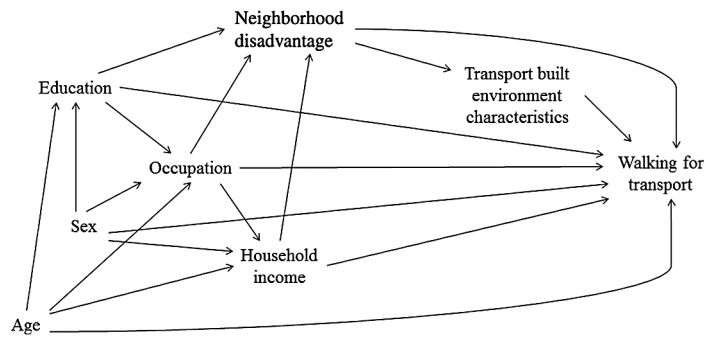 Neighborhood
disadvantage
Education
Transport built
environment
characteristics
Occupation
Walking for
transport
Sex
Household
income
Age